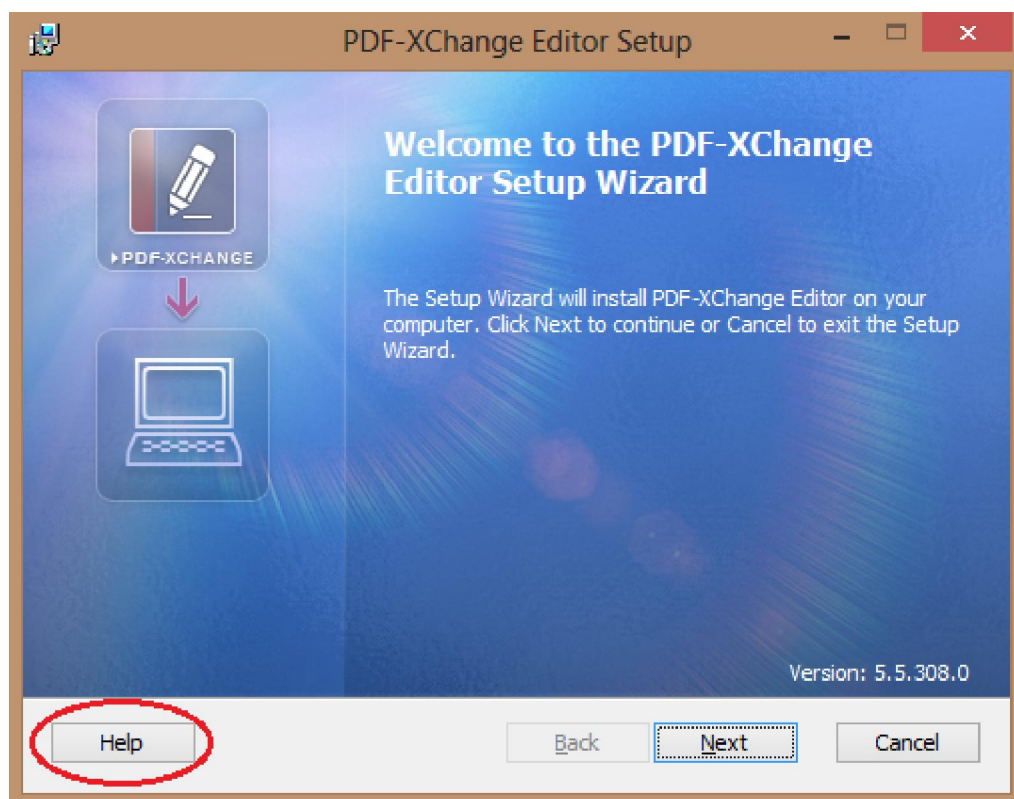 PDF-XChange Editor Setup
Welcome to the PDF-XChange
Editor Setup Wizard
PDF-XCHANGE
The Setup Wizard will install PDF-XChange Editor on your
computer. Click Next to continue or Cancel to exit the Setup
Wizard.
Version: 5.5.308.0
Help
Back
Next
Cancel